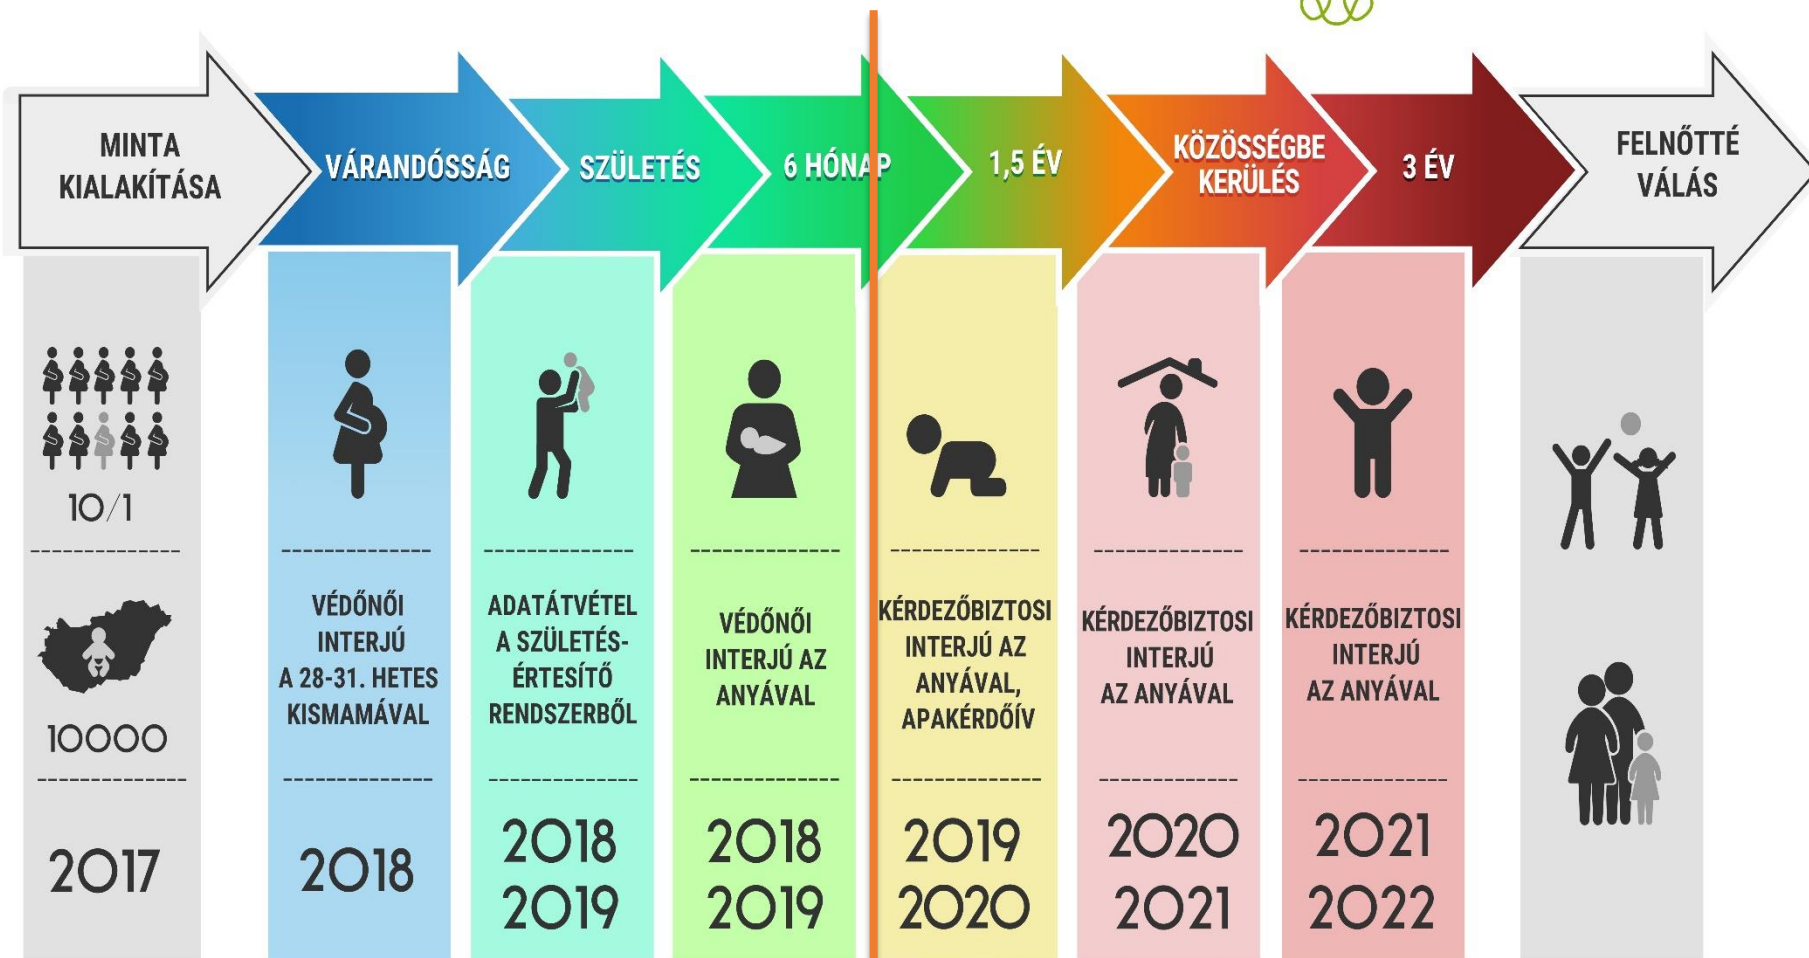 MINTA
KIALAKÍTÁSA
VÁRANDÓSSÁG
SZÜLETÉS
6 HÓNAP
1,5 ÉV
KÖZÖSSÉGBE
KERÜLÉS
3 ÉV
FELNŐTTÉ
VÁLÁS
10/1
10000
2017
VÉDŐNŐI
INTERJÚ
A 28-31. HETES
KISMAMÁVAL
2018
ADATÁTVÉTEL
A SZÜLETÉS-
ÉRTESÍTŐ
RENDSZERBŐL
2018
2019
VÉDŐNŐI
INTERJÚ AZ
ANYÁVAL
2018
2019
KÉRDEZŐBIZTOSI
INTERJÚ AZ
ANYÁVAL,
APAKÉRDŐÍV
2019
2020
KÉRDEZŐBIZTOSI
INTERJÚ
AZ ANYÁVAL
2020
2021
KÉRDEZŐBIZTOSI
INTERJÚ
AZ ANYÁVAL
2021
2022